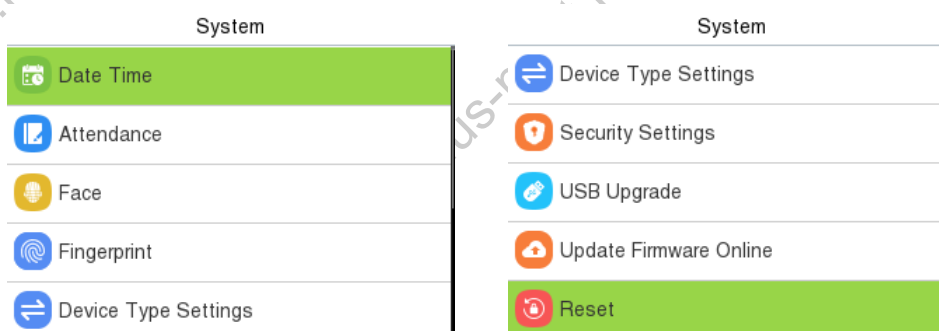 System
Date Time
Attendance
Face
Fingerprint
Device Type Settings
System
Device Type Settings
Security Settings
USB Upgrade
Update Firmware Online
Reset